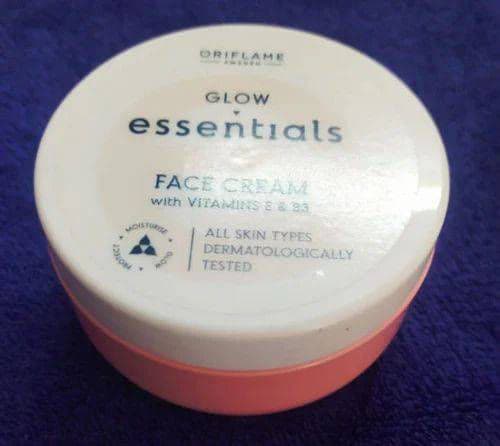 ORIFLAME
SWEDEN
GLOW
essentials
FACE CREAM
with VITAMINS E & B3
MOISTURISE
GLOW
PROTECT
ALL SKIN TYPES
DERMATOLOGICALLY
TESTED